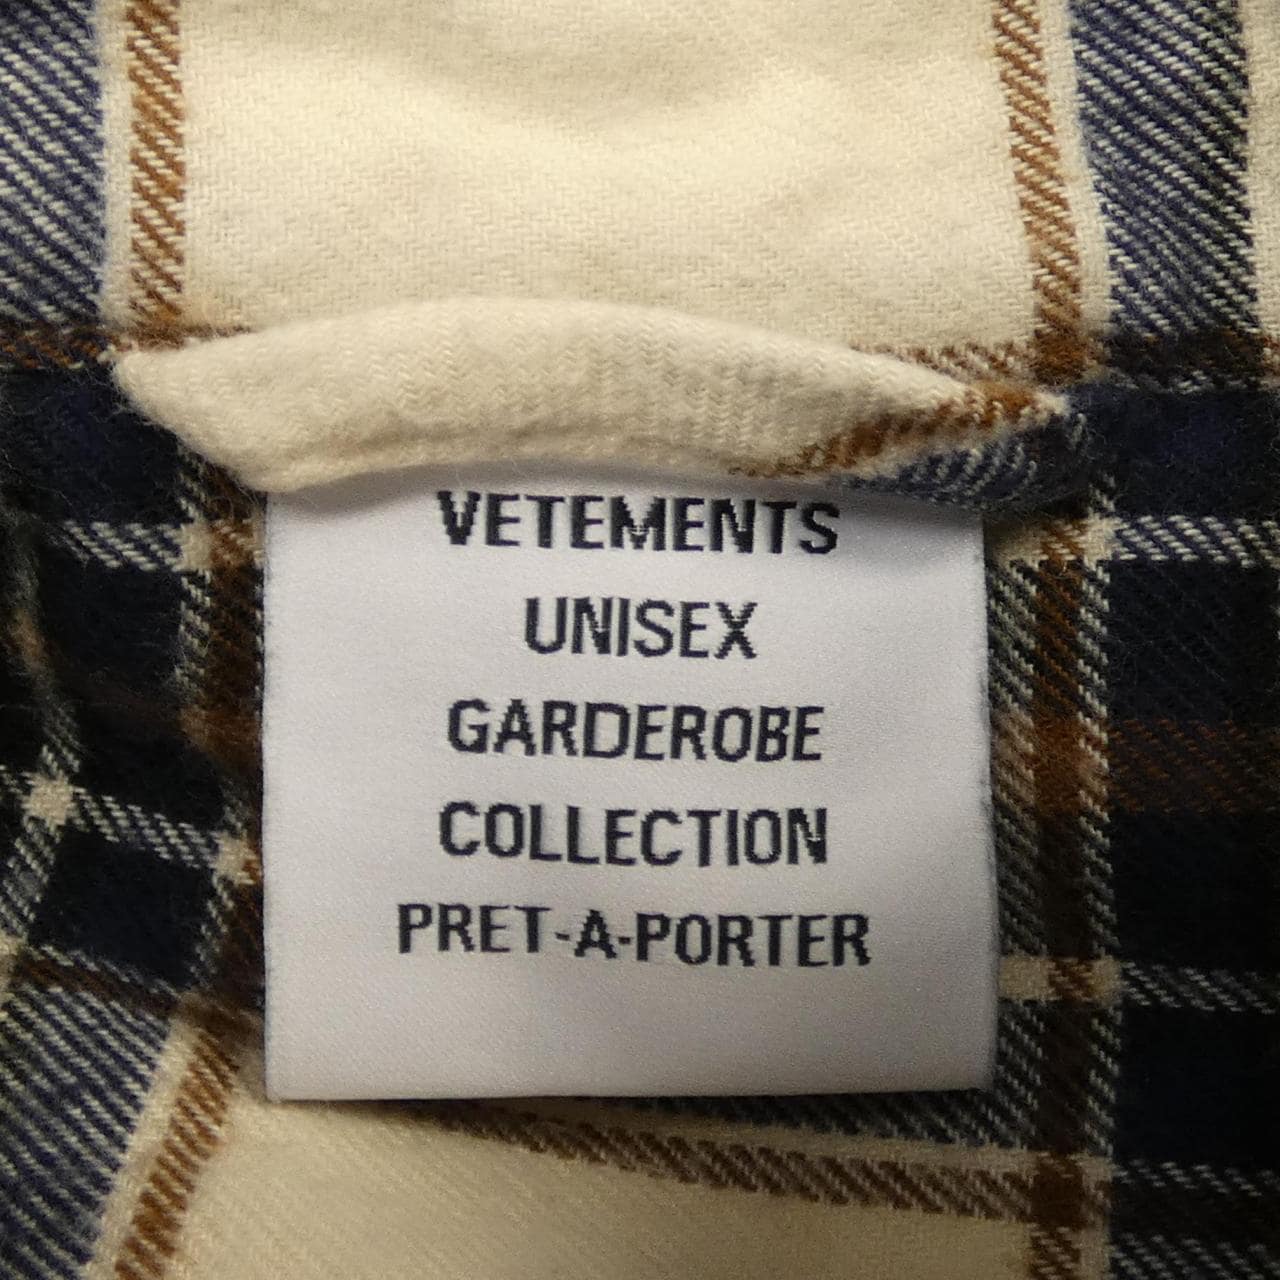 VETEMENTS
UNISEX
GARDEROBE
COLLECTION
PRET-A-PORTER